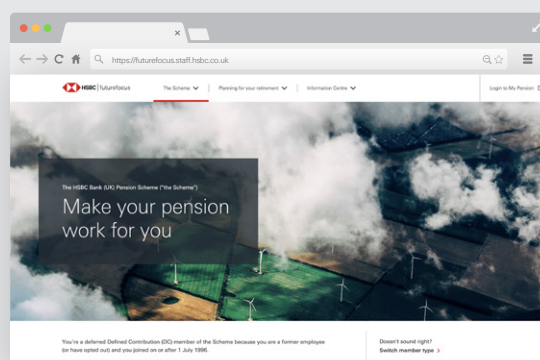 https://futurefocus.staff.hsbc.co.uk
HSBC | futurefocus
The Scheme
Planning for your retirement
Information Centre
Login to My Pension
The HSBC Bank (UK) Pension Scheme ("the Scheme")
Make your pension
work for you
You're a deferred Defined Contribution (DC) member of the Scheme because you are a former employee
(or have opted out) and you joined on or after 1 July 1996.
Doesn't sound right?
Switch member type